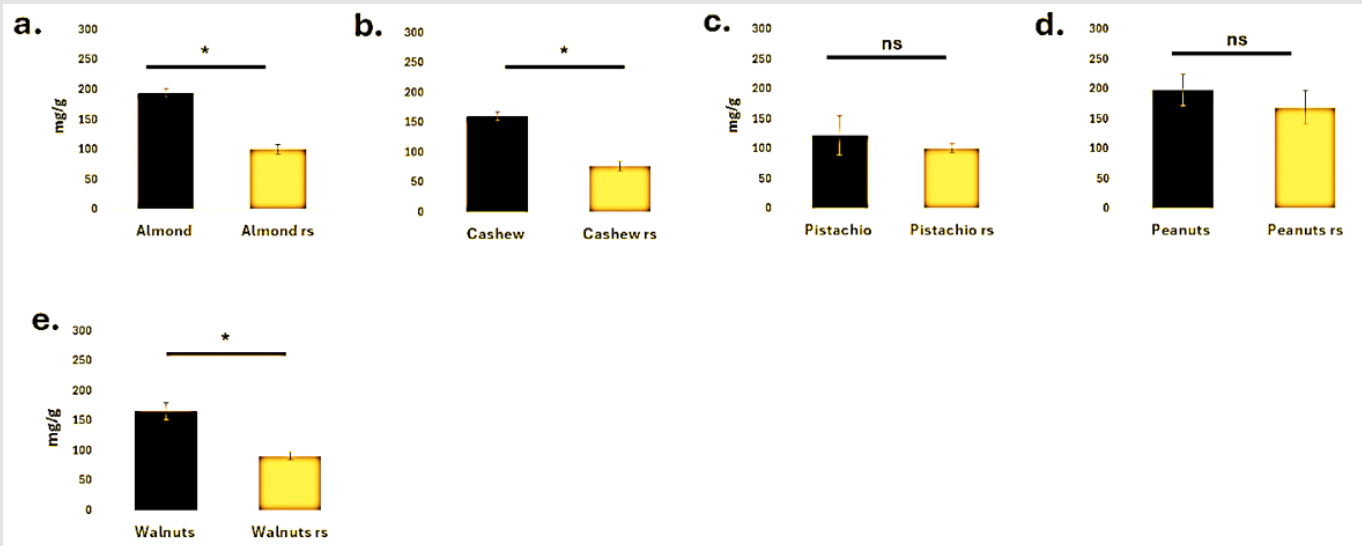 a.
300
250
200
150
100
50
0
mg/g
*
Almond
Almond rs
b.
300
250
200
150
100
50
0
*
Cashew
Cashew rs
c.
300
250
200
150
100
50
0
mg/g
ns
Pistachio
Pistachio rs
d.
300
250
200
150
100
50
0
ns
Peanuts
Peanuts rs
e.
300
250
200
150
100
50
0
mg/g
*
Walnuts
Walnuts rs